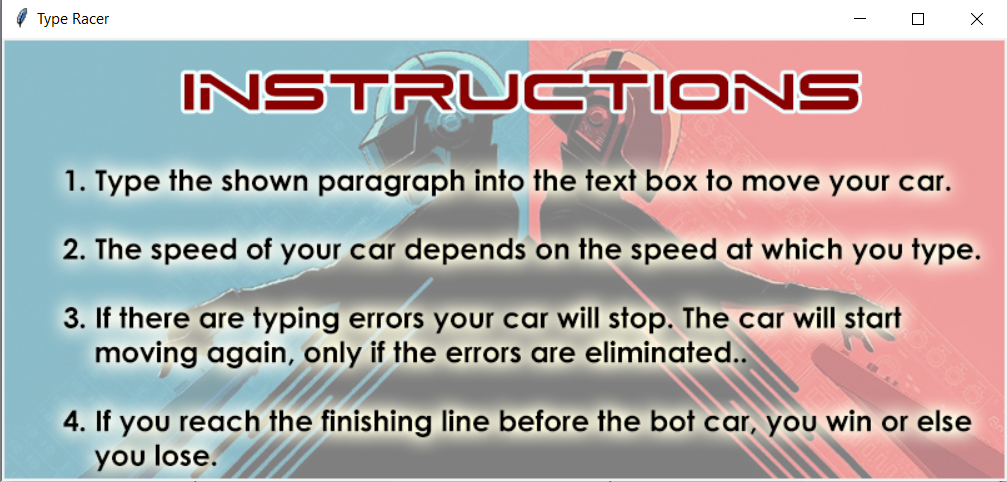 Type Racer
INSTRUCTIONS
1. Type the shown paragraph into the text box to move your car.
2. The speed of your car depends on the speed at which you type.
3. If there are typing errors your car will stop. The car will start
moving again, only if the errors are eliminated..
4. If you reach the finishing line before the bot car, you win or else
you lose.